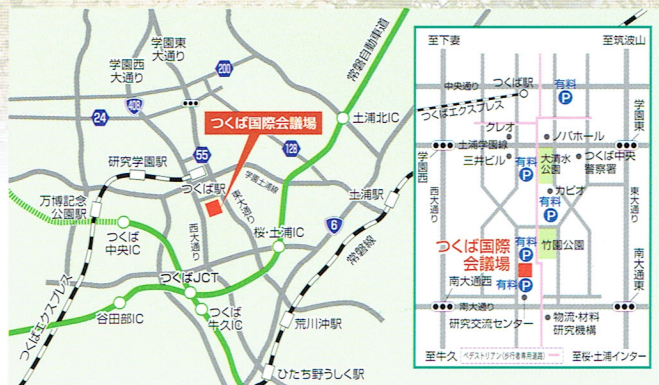 学園東
大通り
学園西
大通り
200
常磐自動車道
408
24
つくば国際会議場
土浦北IC
128
55
研究学園駅
学園土浦線
つくば駅
土浦駅
万博記念
公園駅
東大通り
6
西大通り
つくば
中央IC
桜・土浦IC
常磐線
つくばJCT
つくばエクスプレス
谷田部IC
つくば
牛久IC
荒川沖駅
ひたち野うしく駅
至下妻
至筑波山
中央通り
つくば駅
有料
P
つくばエクスプレス
学園東
クレオ
ノバホール
土浦学園線
三井ビル
大清水
公園
つくば中央
警察署
学園西
有料
P
カピオ
西大通り
有料
P
東大通り
つくば国際
会議場
竹園公園
有料
P
南大通西
有料
P
南大通東
南大通り
研究交流センター
物流・材料
研究機構
至牛久
ペデストリアン(歩行者専用道路)
至桜・土浦インター